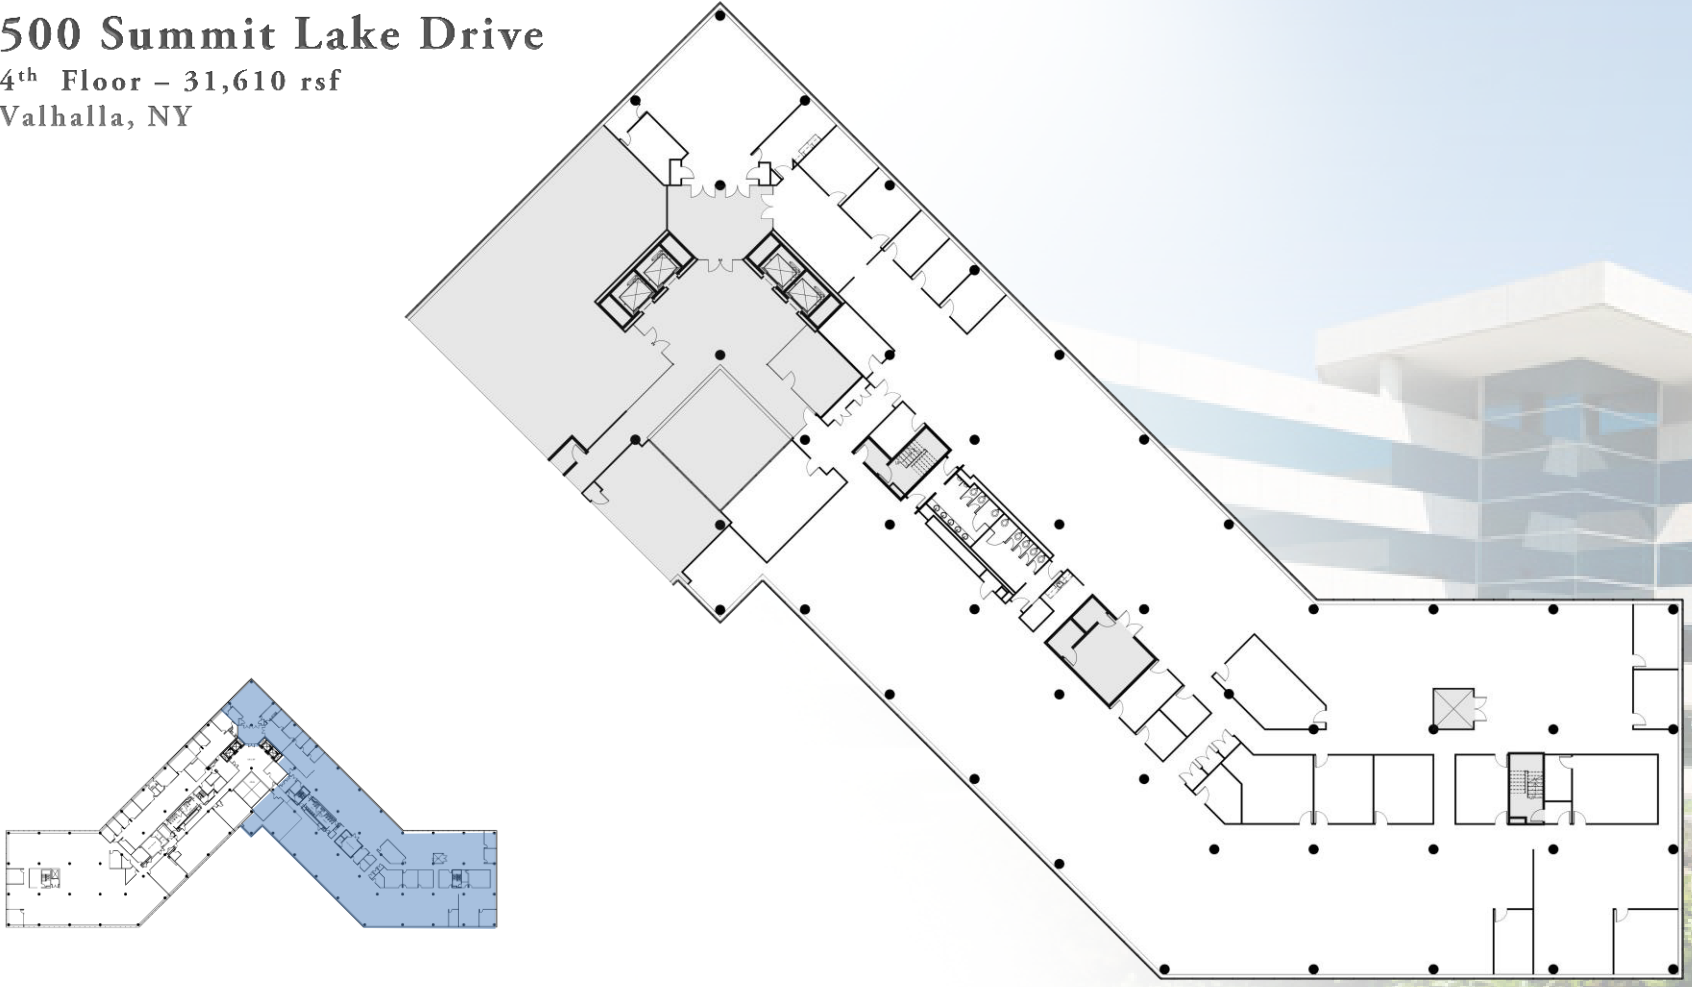 500 Summit Lake Drive
4th Floor – 31,610 rsf
Valhalla, NY